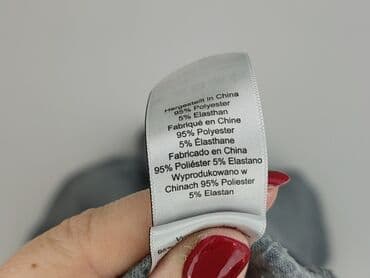 Hergestellt in China
95% Polyester
5% Elasthan
Fabriqué en Chine
95% Polyester
5% Élasthane
Fabricado en China
95% Poliéster 5% Elastano
Wyprodukowano w
Chinach 95% Poliester
5% Elastan